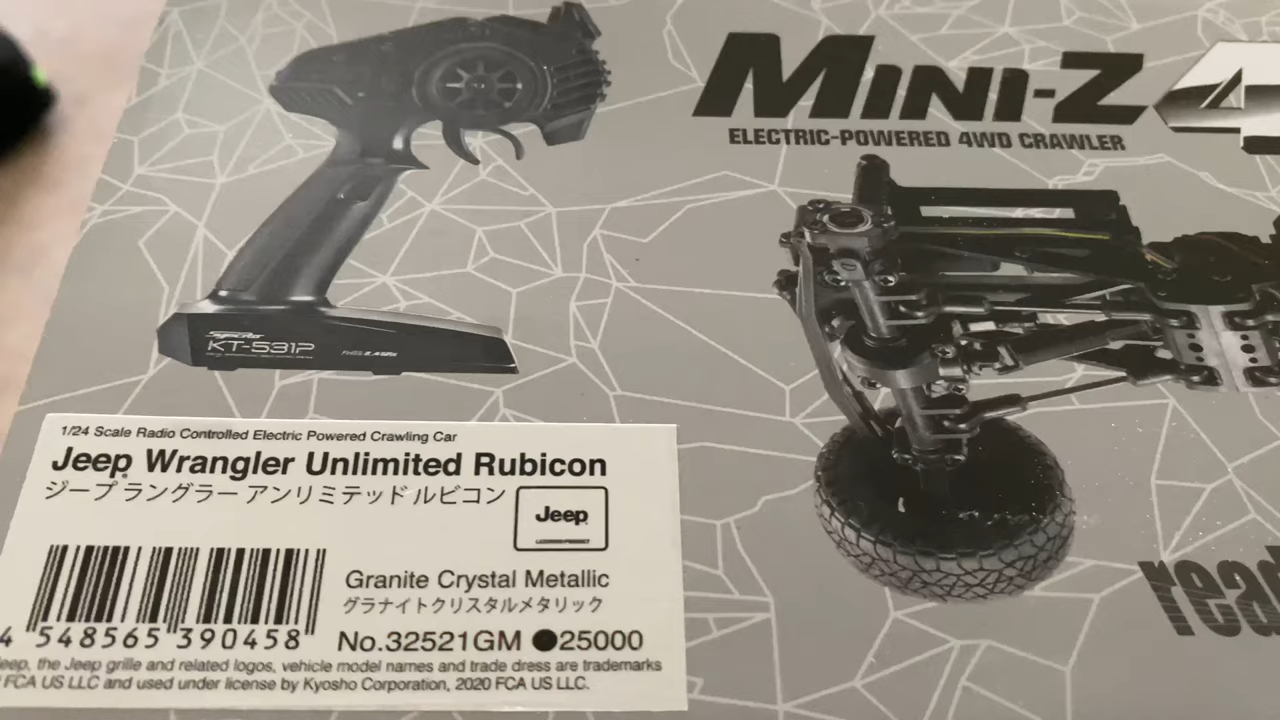 MINI-Z 4
ELECTRIC-POWERED 4WD CRAWLER
KT-531P
1/24 Scale Radio Controlled Electric Powered Crawling Car
Jeep Wrangler Unlimited Rubicon
ジープ ラングラー アンリミテッド ルビコン
Jeep
Granite Crystal Metallic
グラナイトクリスタルメタリック
4 548565 390458
No.32521GM ●25000
eep, the Jeep grille and related logos, vehicle model names and trade dress are trademarks
FCA US LLC and used under license by Kyosho Corporation, 2020 FCA US LLC.
read